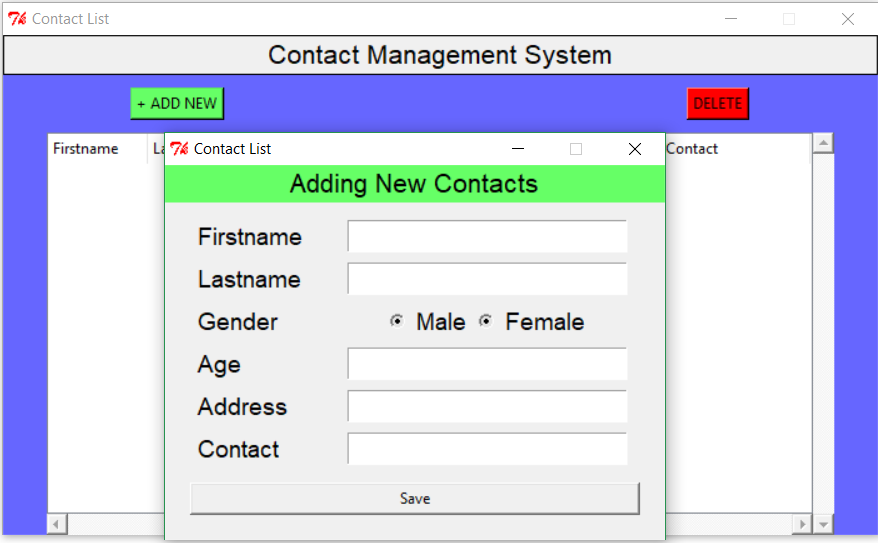 Contact List
Contact Management System
+ ADD NEW
DELETE
Firstname
Contact
Contact List
Adding New Contacts
Firstname
Lastname
Gender Male Female
Age
Address
Contact
Save